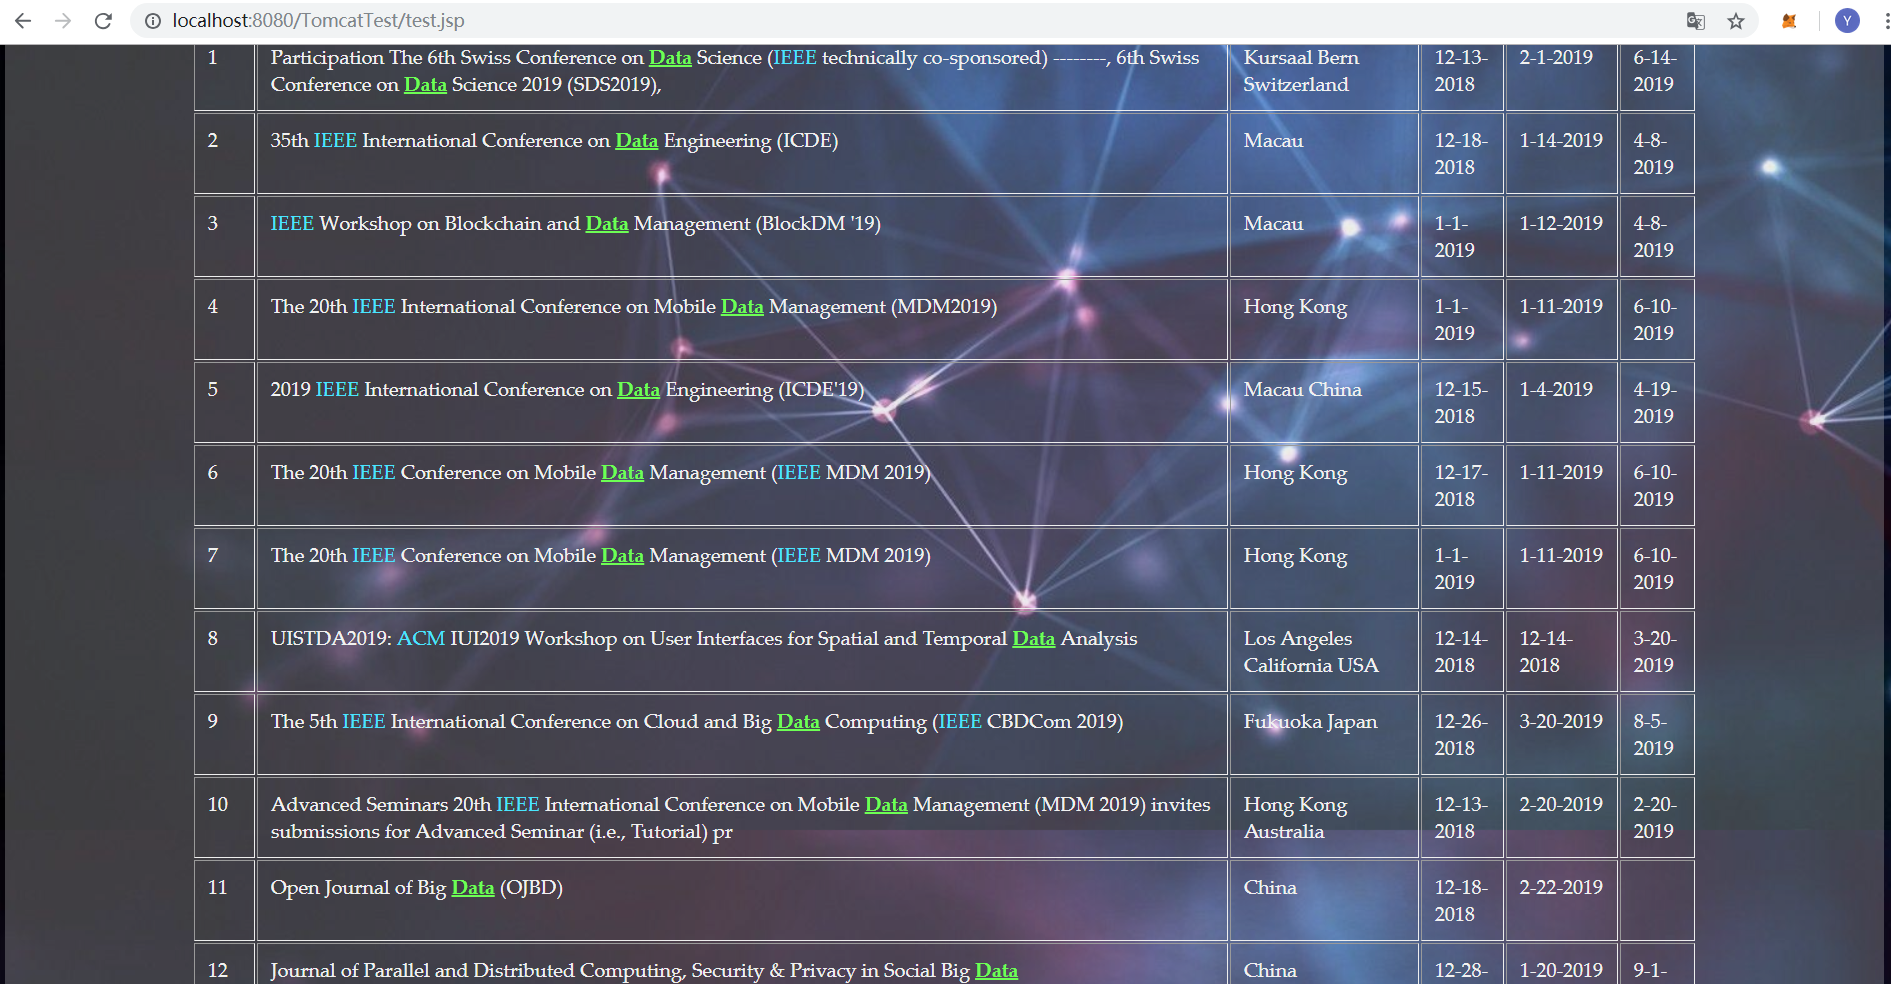 localhost:8080/TomcatTest/test.jsp
Y
1 Participation The 6th Swiss Conference on Data Science (IEEE technically co-sponsored) --------, 6th Swiss Kursaal Bern 12-13- 2-1-2019 6-14-
Conference on Data Science 2019 (SDS2019), Switzerland 2018 2019
2 35th IEEE International Conference on Data Engineering (ICDE) Macau 12-18- 1-14-2019 4-8-
2018 2019
3 IEEE Workshop on Blockchain and Data Management (BlockDM '19) Macau 1-1- 1-12-2019 4-8-
2019 2019
4 The 20th IEEE International Conference on Mobile Data Management (MDM2019) Hong Kong 1-1- 1-11-2019 6-10-
2019 2019
5 2019 IEEE International Conference on Data Engineering (ICDE'19) Macau China 12-15- 1-4-2019 4-19-
2018 2019
6 The 20th IEEE Conference on Mobile Data Management (IEEE MDM 2019) Hong Kong 12-17- 1-11-2019 6-10-
2018 2019
7 The 20th IEEE Conference on Mobile Data Management (IEEE MDM 2019) Hong Kong 1-1- 1-11-2019 6-10-
2019 2019
8 UISTDA2019: ACM IUI2019 Workshop on User Interfaces for Spatial and Temporal Data Analysis Los Angeles 12-14- 12-14- 3-20-
California USA 2018 2018 2019
9 The 5th IEEE International Conference on Cloud and Big Data Computing (IEEE CBDCom 2019) Fukuoka Japan 12-26- 3-20-2019 8-5-
2018 2019
10 Advanced Seminars 20th IEEE International Conference on Mobile Data Management (MDM 2019) invites Hong Kong 12-13- 2-20-2019 2-20-
submissions for Advanced Seminar (i.e., Tutorial) pr Australia 2018 2019
11 Open Journal of Big Data (OJBD) China 12-18- 2-22-2019
2018
12 Journal of Parallel and Distributed Computing, Security & Privacy in Social Big Data China 12-28- 1-20-2019 9-1-